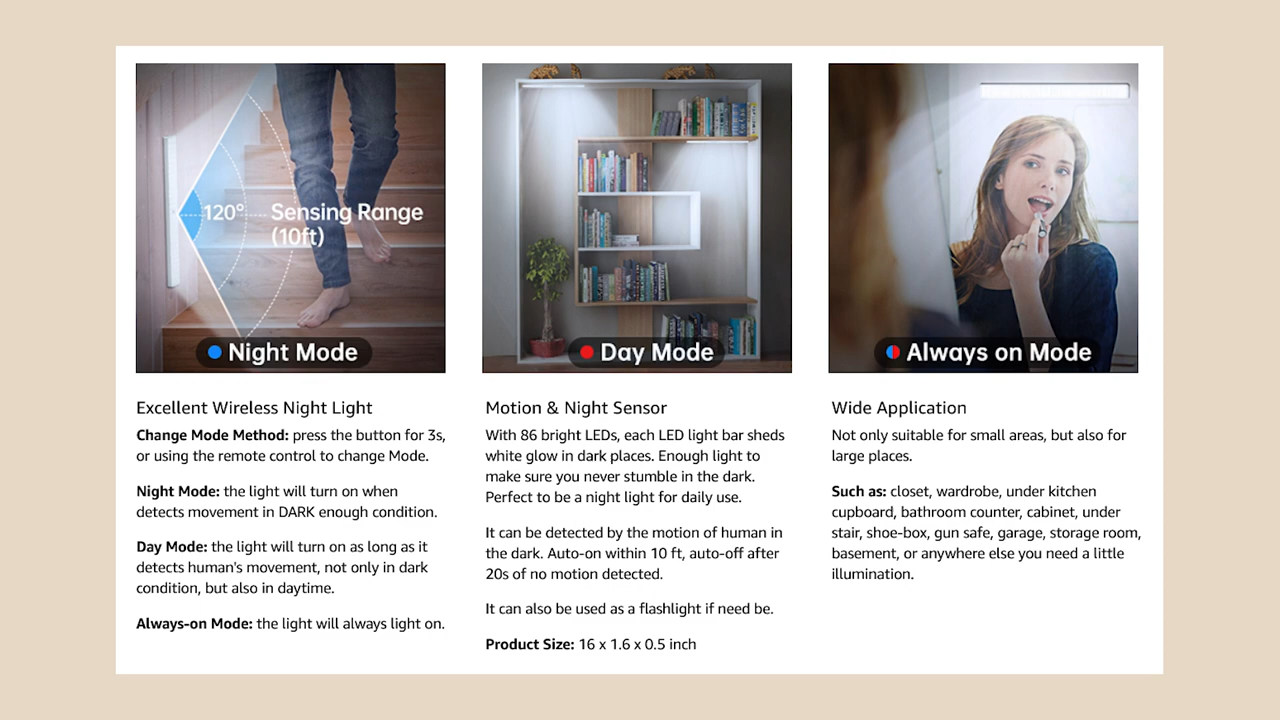 120°
Sensing Range
(10ft)
Night Mode
Day Mode
Always on Mode
Excellent Wireless Night Light
Change Mode Method: press the button for 3s,
or using the remote control to change Mode.
Night Mode: the light will turn on when
detects movement in DARK enough condition.
Day Mode: the light will turn on as long as it
detects human's movement, not only in dark
condition, but also in daytime.
Always-on Mode: the light will always light on.
Motion & Night Sensor
With 86 bright LEDs, each LED light bar sheds
white glow in dark places. Enough light to
make sure you never stumble in the dark.
Perfect to be a night light for daily use.
It can be detected by the motion of human in
the dark. Auto-on within 10 ft, auto-off after
20s of no motion detected.
It can also be used as a flashlight if need be.
Product Size: 16 x 1.6 x 0.5 inch
Wide Application
Not only suitable for small areas, but also for
large places.
Such as: closet, wardrobe, under kitchen
cupboard, bathroom counter, cabinet, under
stair, shoe-box, gun safe, garage, storage room,
basement, or anywhere else you need a little
illumination.